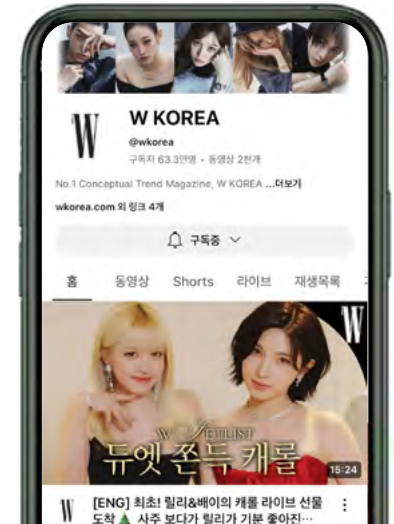 W
W KOREA
@wkorea
구독자 63.3만명 • 동영상 2천개
No.1 Conceptual Trend Magazine, W KOREA ...더보기
wkorea.com 외 링크 4개
구독중
홈 동영상 Shorts 라이브 재생목록
W
W JETLIST
듀엣 쫀득 캐롤
15:24
W
[ENG] 최초! 릴리&배이의 캐롤 라이브 선물
도착🎄 사주 보다가 릴리가 기분 좋아진…